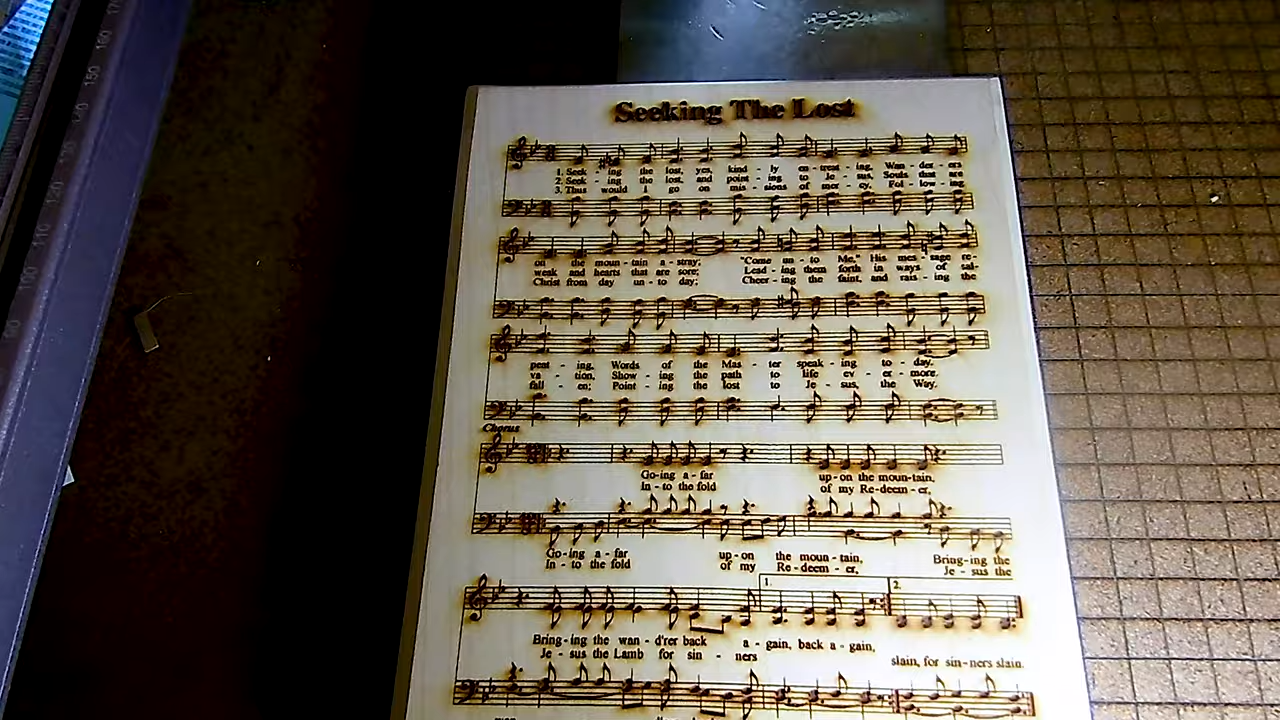 Seeking The Lost
1. Seek - ing the lost, yes, kind - ly en - treat - ing, Wan - der - ers
2. Seek - ing the lost, and point - ing to Je - sus, Souls that are
3. Thus would I go on mis - sions of mer - cy, Fol - low - ing
on the moun - tain a - stray; "Come un - to Me," His mes - sage re-
weak and hearts that are sore; Lead - ing them forth in ways of sal-
Christ from day un - to day; Cheer - ing the faint, and rais - ing the
peat - ing, Words of the Mas - ter speak - ing to - day.
va - tion, Show - ing the path to life ev - er - more.
fall - en; Point - ing the lost to Je - sus, the Way.
Chorus
Go-ing a - far up - on the moun-tain,
In - to the fold of my Re-deem - er,
Go-ing a - far up - on the moun - tain, Bring-ing the
In - to the fold of my Re-deem - er, Je - sus the
1. 2.
Bring-ing the wan - d'rer back a - gain, back a - gain,
Je - sus the Lamb for sin - ners slain, for sin-ners slain.